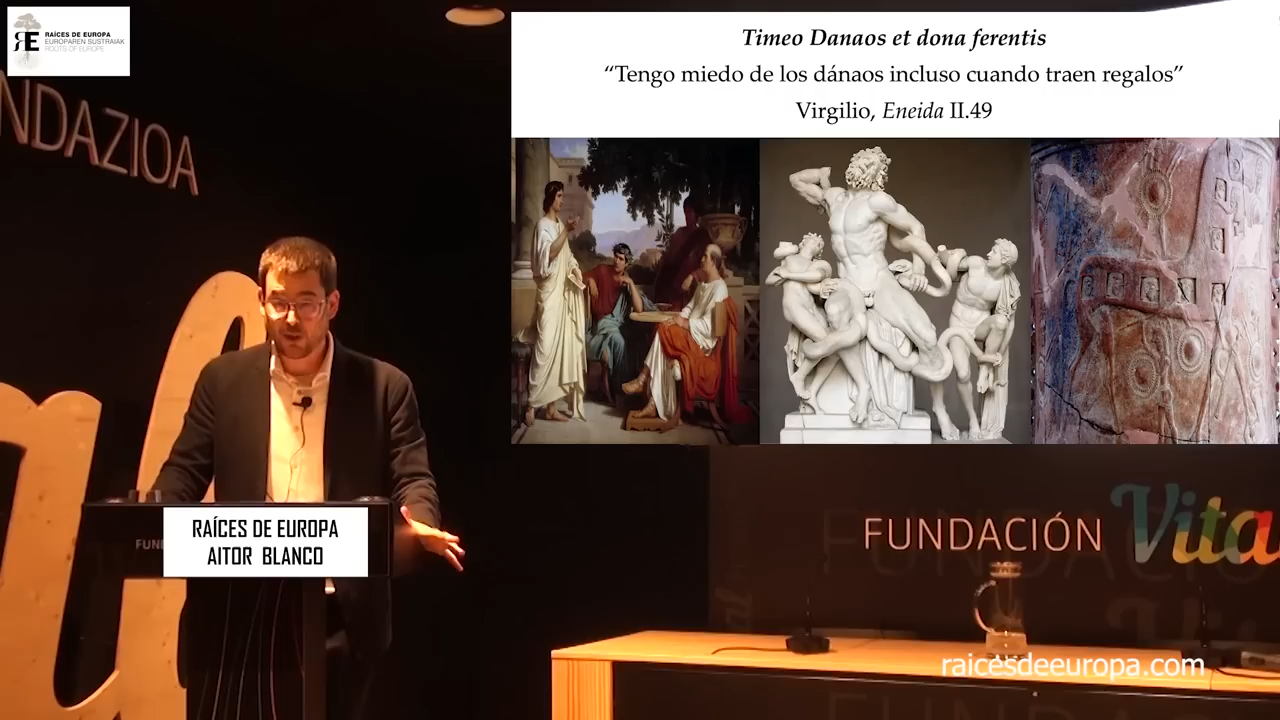 RAÍCES DE EUROPA
EUROPAREN SUSTRAIAK
ROOTS OF EUROPE
NDAZIOA
Timeo Danaos et dona ferentis
“Tengo miedo de los dánaos incluso cuando traen regalos”
Virgilio, Eneida II.49
FUN
RAÍCES DE EUROPA
AITOR BLANCO
FUNDACIÓN Vita
raicesdeeuropa.com